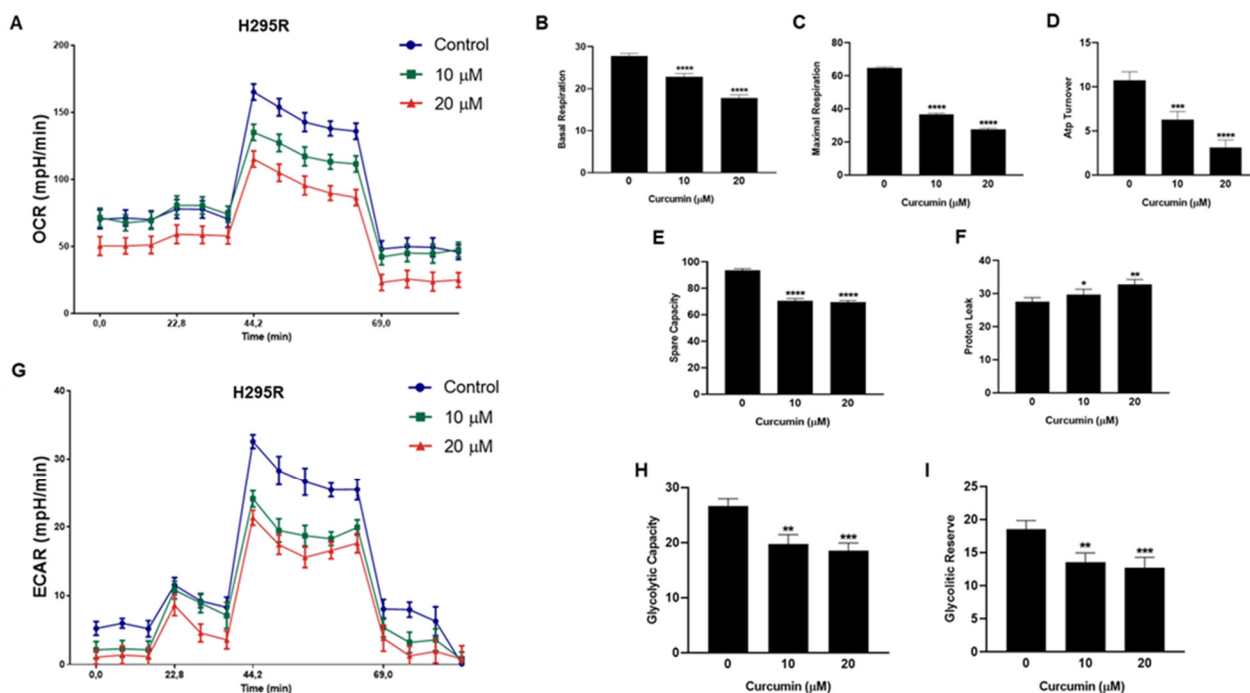 A
H295R
Control
10 μM
20 μM
OCR (mpH/min)
200
150
100
50
0
0,0
22,8
44,2
69,0
Time (min)
B
Basal Respiration
30
20
10
0
0
10
20
Curcumin (μM)
****
****
C
Maximal Respiration
80
60
40
20
0
0
10
20
Curcumin (μM)
****
****
D
Atp Turnover
15
10
5
0
0
10
20
Curcumin (μM)
***
****
E
Spare Capacity
100
80
60
40
20
0
0
10
20
Curcumin (μM)
****
****
F
Proton Leak
40
30
20
10
0
0
10
20
Curcumin (μM)
*
**
G
H295R
Control
10 μM
20 μM
ECAR (mpH/min)
40
30
20
10
0
0,0
22,8
44,2
69,0
Time (min)
H
Glycolytic Capacity
30
20
10
0
0
10
20
Curcumin (μM)
**
***
I
Glycolitic Reserve
25
20
15
10
5
0
0
10
20
Curcumin (μM)
**
***